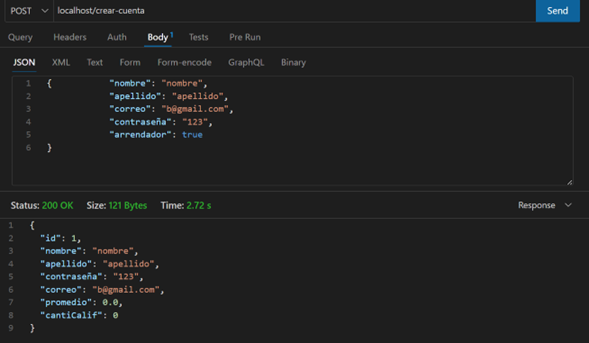 POST localhost/crear-cuenta Send
Query Headers Auth Body 1 Tests Pre Run
JSON XML Text Form Form-encode GraphQL Binary
1 { "nombre": "nombre",
2 "apellido": "apellido",
3 "correo": "b@gmail.com",
4 "contraseña": "123",
5 "arrendador": true
6 }
Status: 200 OK Size: 121 Bytes Time: 2.72 s Response
1 {
2 "id": 1,
3 "nombre": "nombre",
4 "apellido": "apellido",
5 "contraseña": "123",
6 "correo": "b@gmail.com",
7 "promedio": 0.0,
8 "cantiCalif": 0
9 }